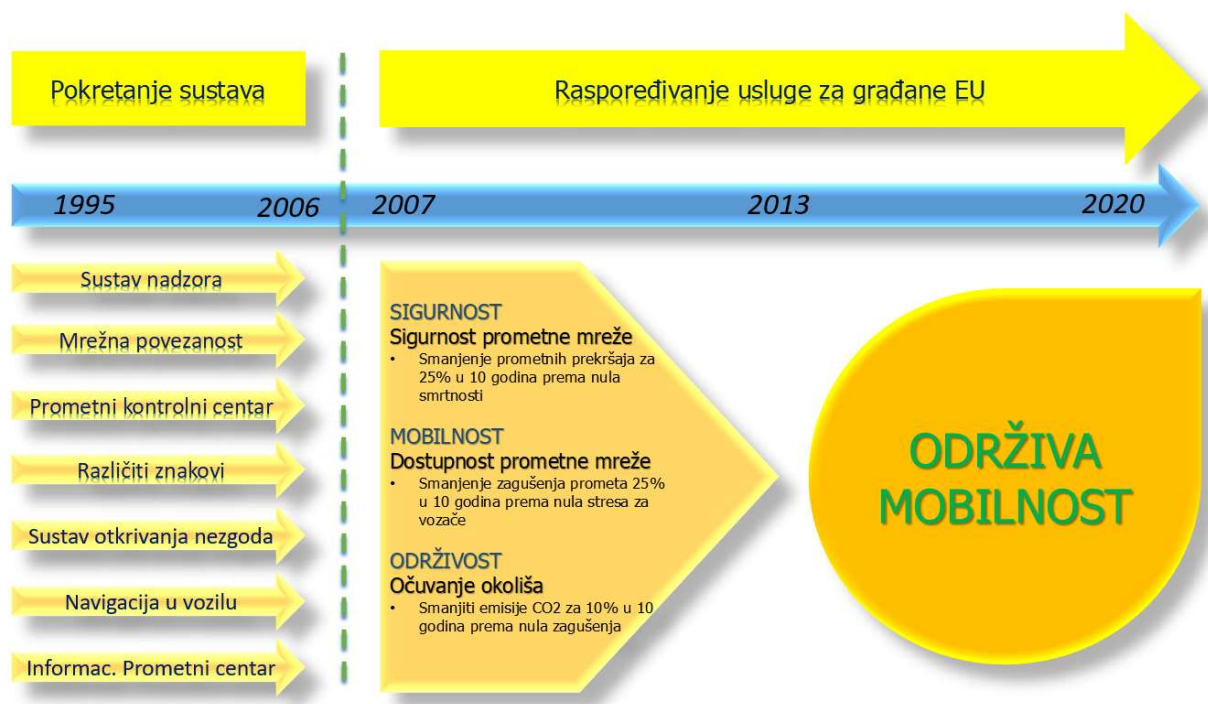 Pokretanje sustava
Raspoređivanje usluge za građane EU
1995
2006
2007
2013
2020
Sustav nadzora
Mrežna povezanost
Prometni kontrolni centar
Različiti znakovi
Sustav otkrivanja nezgoda
Navigacija u vozilu
Informac. Prometni centar
SIGURNOST
Sigurnost prometne mreže
• Smanjenje prometnih prekršaja za
25% u 10 godina prema nula
smrtnosti
MOBILNOST
Dostupnost prometne mreže
• Smanjenje zagušenja prometa 25%
u 10 godina prema nula stresa za
vozače
ODRŽIVOST
Očuvanje okoliša
• Smanjiti emisije CO2 za 10% u 10
godina prema nula zagušenja
ODRŽIVA
MOBILNOST